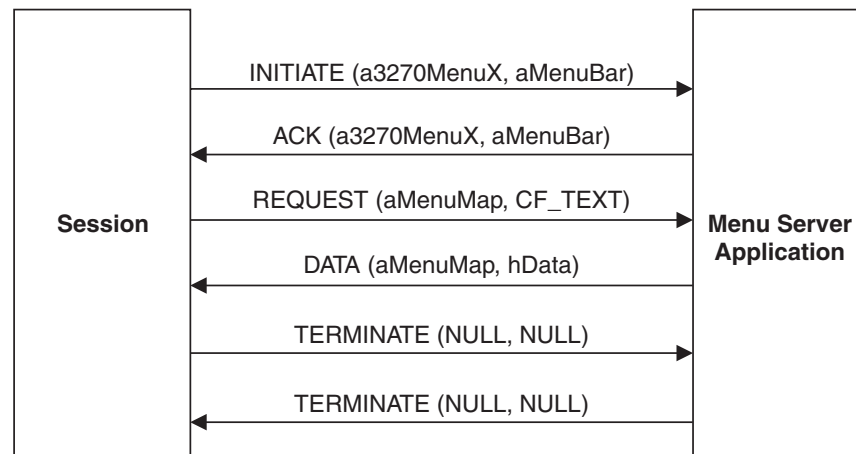 INITIATE (a3270MenuX, aMenuBar)
ACK (a3270MenuX, aMenuBar)
REQUEST (aMenuMap, CF_TEXT)
Session
Menu Server
Application
DATA (aMenuMap, hData)
TERMINATE (NULL, NULL)
TERMINATE (NULL, NULL)